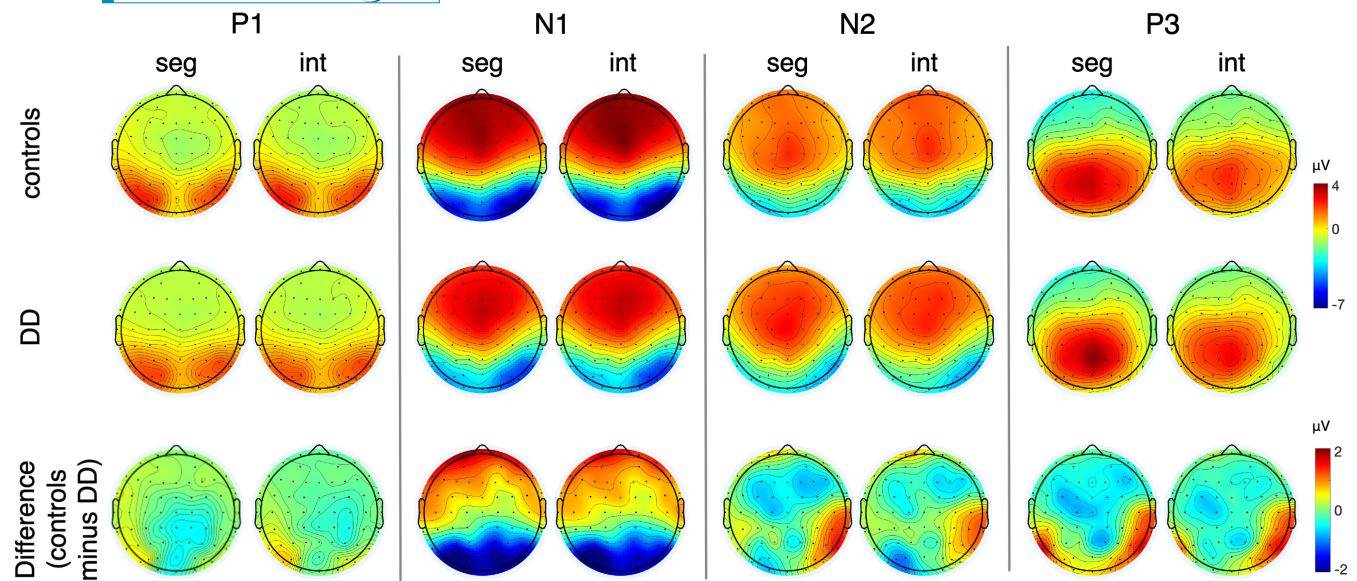 P1 N1 N2 P3
seg int seg int seg int seg int
controls
µV
4
0
-7
DD
Difference
(controls
minus DD)
µV
2
0
-2